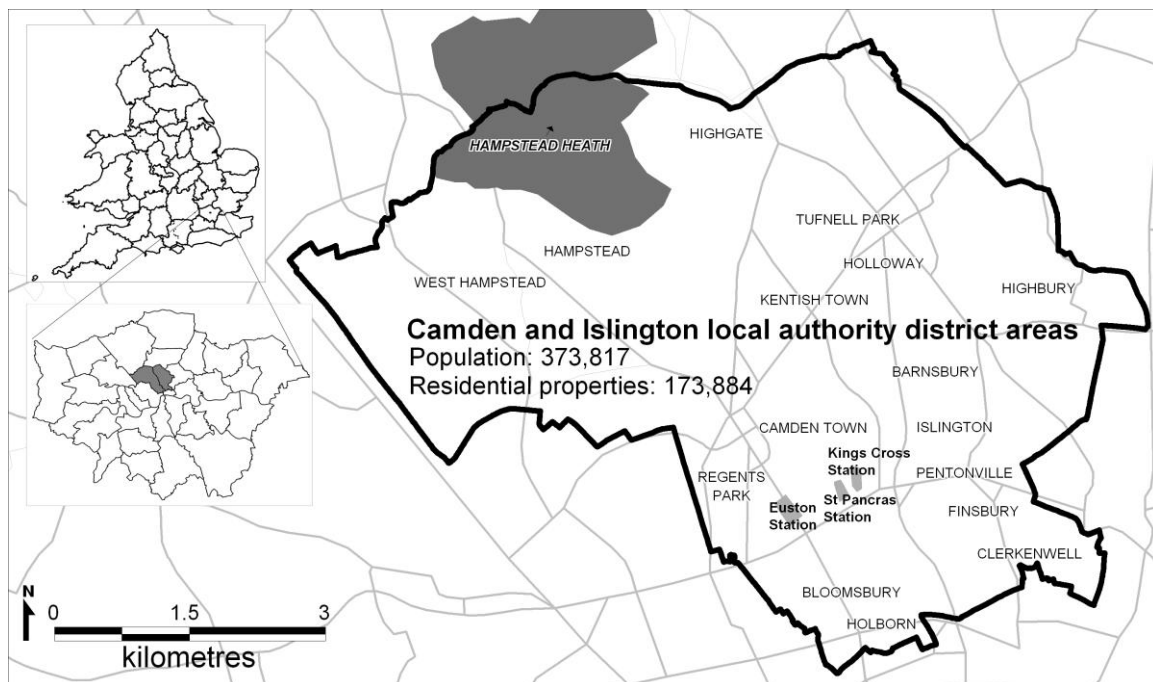 HIGHGATE
HAMPSTEAD HEATH
TUFNELL PARK
HAMPSTEAD
HOLLOWAY
WEST HAMPSTEAD
HIGHBURY
KENTISH TOWN
Camden and Islington local authority district areas
Population: 373,817
Residential properties: 173,884
BARNSBURY
CAMDEN TOWN
ISLINGTON
Kings Cross
Station
REGENTS
PARK
PENTONVILLE
St Pancras
Station
Euston
Station
FINSBURY
CLERKENWELL
BLOOMSBURY
HOLBORN
N
0 1.5 3
kilometres